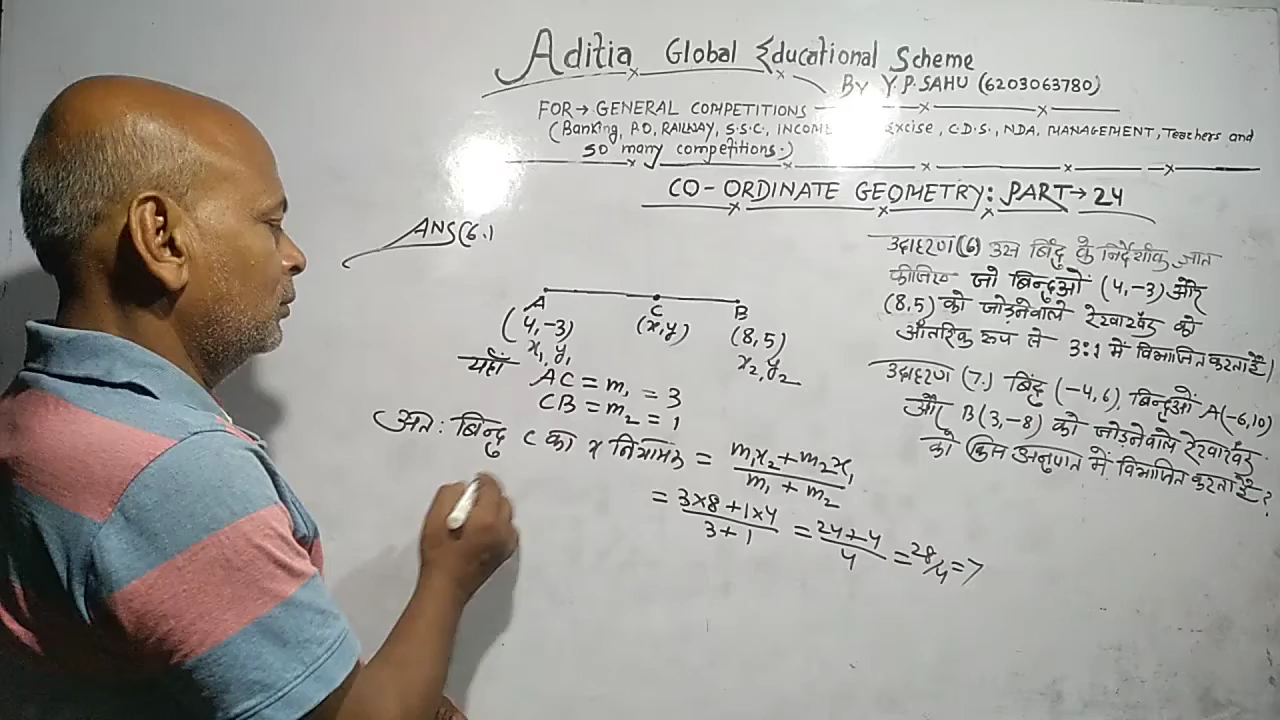 Aditia Global Educational Scheme
By Y.P. SAHU (6203063780)
FOR → GENERAL COMPETITIONS
(Banking, P.O, RAILWAY, S.S.C., INCOME Excise, C.D.S., NDA, MANAGEMENT, Teachers and
so many competitions.)
CO-ORDINATE GEOMETRY: PART → 24
ANS (6.)
A C B
(4,-3) (x,y) (8,5)
x₁, y₁ x₂, y₂
यहाँ AC = m₁ = 3
CB = m₂ = 1
अतः बिन्दु C का x नियामक = m₁x₂ + m₂x₁ / m₁ + m₂
= 3×8 + 1×4 / 3+1 = 24+4 / 4 = 28/4 = 7
उदाहरण (6) उस बिंदु के निर्देशांक ज्ञात
कीजिए जो बिन्दुओं (4,-3) और
(8,5) को जोड़नेवाले रेखाखंड को
आंतरिक रूप से 3:1 में विभाजित करता है।
उदाहरण (7.) बिंदु (-4,6), बिन्दुओं A(-6,10)
और B(3,-8) को जोड़नेवाले रेखाखंड
को किस अनुपात में विभाजित करता है?